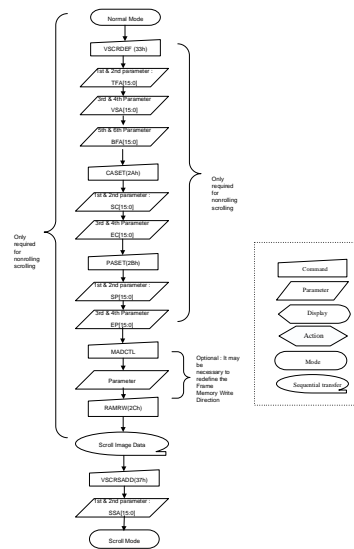 Normal Mode
VSCRDEF (33h)
1st & 2nd parameter :
TFA[15:0]
3rd & 4th Parameter
VSA[15:0]
5th & 6th Parameter
BFA[15:0]
CASET(2Ah)
1st & 2nd parameter :
SC[15:0]
3rd & 4th Parameter
EC[15:0]
PASET(2Bh)
1st & 2nd parameter :
SP[15:0]
3rd & 4th Parameter
EP[15:0]
MADCTL
Parameter
RAMRW(2Ch)
Scroll Image Data
VSCRSADD(37h)
1st & 2nd parameter :
SSA[15:0]
Scroll Mode
Only
required
for
nonrolling
scrolling
Only
required
for
nonrolling
scrolling
Optional : It may
be
necessary to
redefine the
Frame
Memory Write
Direction
Command
Parameter
Display
Action
Mode
Sequential transfer